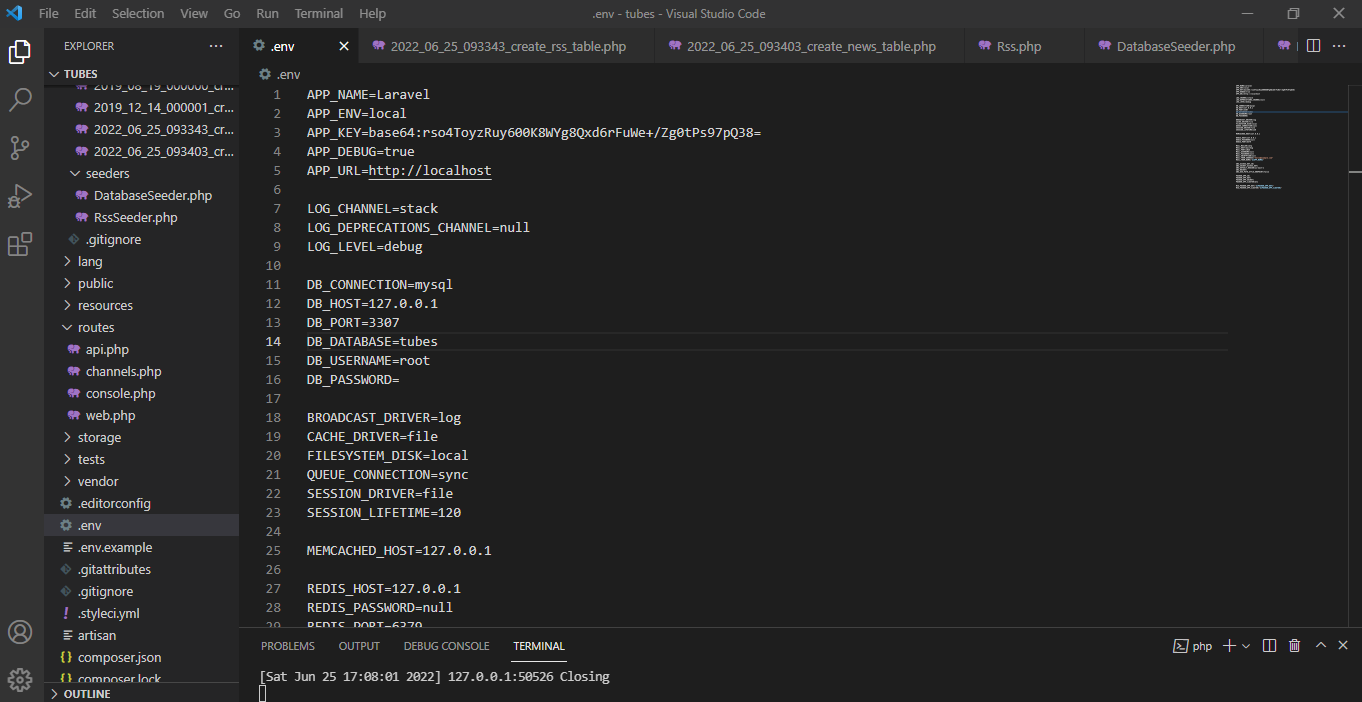 File Edit Selection View Go Run Terminal Help
.env - tubes - Visual Studio Code
EXPLORER
TUBES
2019_08_19_000000_cr...
2019_12_14_000001_cr...
2022_06_25_093343_cr...
2022_06_25_093403_cr...
seeders
DatabaseSeeder.php
RssSeeder.php
.gitignore
lang
public
resources
routes
api.php
channels.php
console.php
web.php
storage
tests
vendor
.editorconfig
.env
.env.example
.gitattributes
.gitignore
.styleci.yml
artisan
composer.json
composer.lock
OUTLINE
.env
2022_06_25_093343_create_rss_table.php
2022_06_25_093403_create_news_table.php
Rss.php
DatabaseSeeder.php
.env
1 APP_NAME=Laravel
2 APP_ENV=local
3 APP_KEY=base64:rso4ToyzRuy600K8WYg8Qxd6rFuWe+/Zg0tPs97pQ38=
4 APP_DEBUG=true
5 APP_URL=http://localhost
6
7 LOG_CHANNEL=stack
8 LOG_DEPRECATIONS_CHANNEL=null
9 LOG_LEVEL=debug
10
11 DB_CONNECTION=mysql
12 DB_HOST=127.0.0.1
13 DB_PORT=3307
14 DB_DATABASE=tubes
15 DB_USERNAME=root
16 DB_PASSWORD=
17
18 BROADCAST_DRIVER=log
19 CACHE_DRIVER=file
20 FILESYSTEM_DISK=local
21 QUEUE_CONNECTION=sync
22 SESSION_DRIVER=file
23 SESSION_LIFETIME=120
24
25 MEMCACHED_HOST=127.0.0.1
26
27 REDIS_HOST=127.0.0.1
28 REDIS_PASSWORD=null
29 REDIS_PORT=6379
PROBLEMS OUTPUT DEBUG CONSOLE TERMINAL
php
[Sat Jun 25 17:08:01 2022] 127.0.0.1:50526 Closing